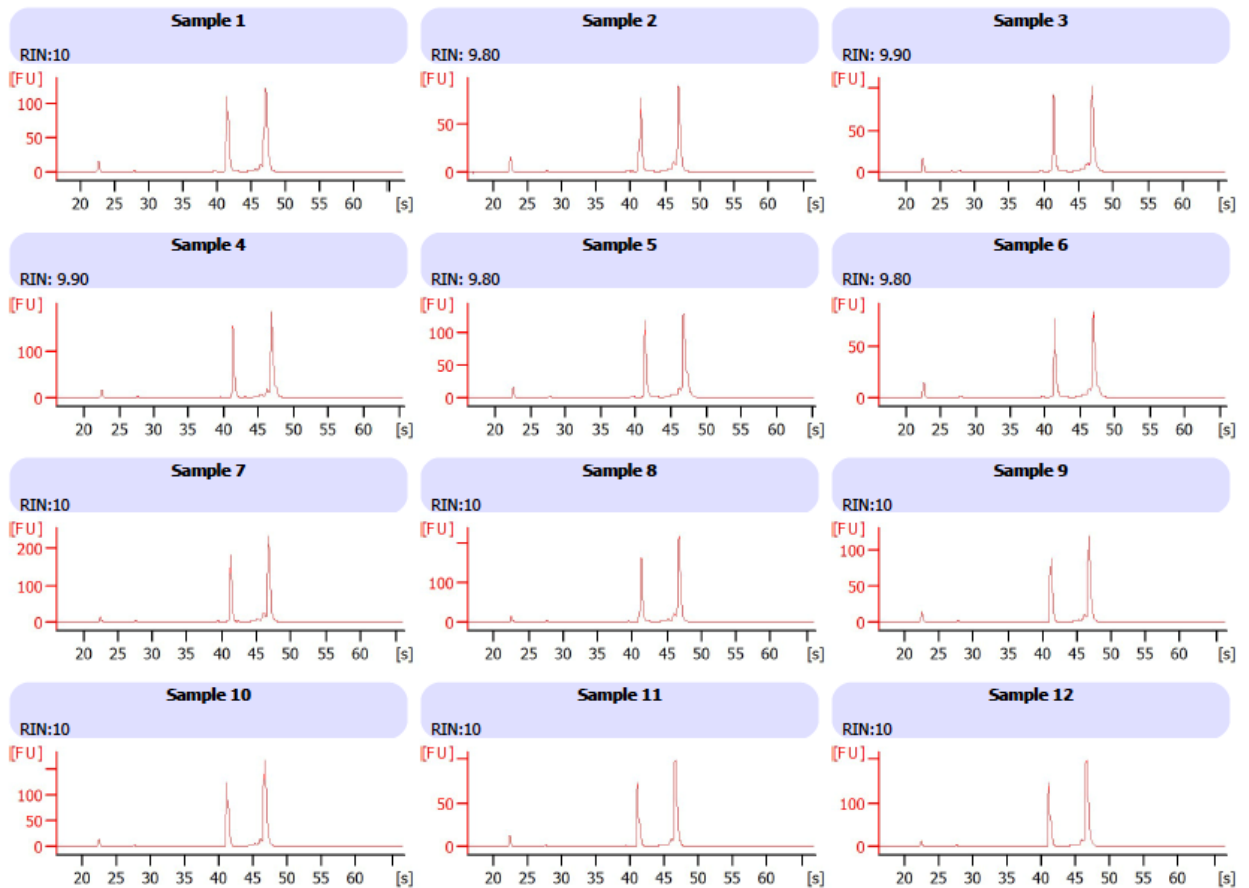 Sample 1
RIN:10
[FU]
100
50
0
20 25 30 35 40 45 50 55 [s]
Sample 2
RIN: 9.80
[FU]
50
0
20 25 30 35 40 45 50 55 60 [s]
Sample 3
RIN: 9.90
[FU]
50
0
20 25 30 35 40 45 50 55 60 [s]
Sample 4
RIN: 9.90
[FU]
100
0
20 25 30 35 40 45 50 55 60 [s]
Sample 5
RIN: 9.80
[FU]
100
50
0
20 25 30 35 40 45 50 55 60 [s]
Sample 6
RIN: 9.80
[FU]
50
0
20 25 30 35 40 45 50 55 60 [s]
Sample 7
RIN:10
[FU]
200
100
0
20 25 30 35 40 45 50 55 60 [s]
Sample 8
RIN:10
[FU]
100
0
20 25 30 35 40 45 50 55 60 [s]
Sample 9
RIN:10
[FU]
100
50
0
20 25 30 35 40 45 50 55 60 [s]
Sample 10
RIN:10
[FU]
100
50
0
20 25 30 35 40 45 50 55 60 [s]
Sample 11
RIN:10
[FU]
50
0
20 25 30 35 40 45 50 55 60 [s]
Sample 12
RIN:10
[FU]
100
0
20 25 30 35 40 45 50 55 60 [s]